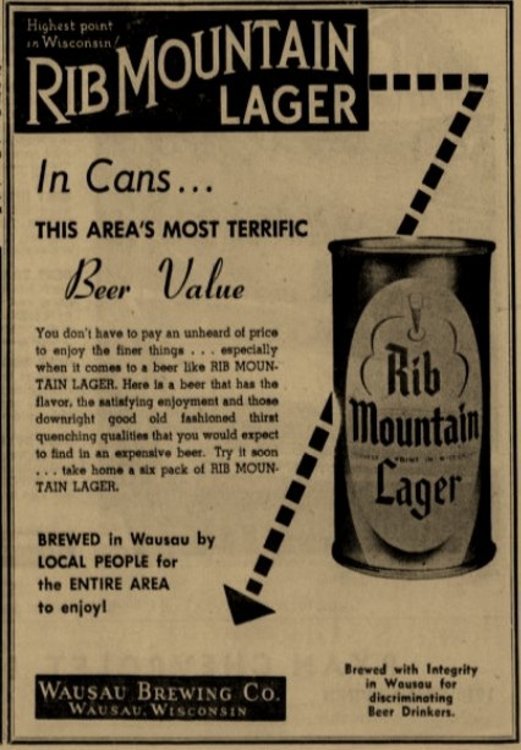 Highest point
in Wisconsin!
RIB MOUNTAIN
LAGER
In Cans...
THIS AREA'S MOST TERRIFIC
Beer Value
You don't have to pay an unheard of price
to enjoy the finer things . . . especially
when it comes to a beer like RIB MOUN-
TAIN LAGER. Here is a beer that has the
flavor, the satisfying enjoyment and those
downright good old fashioned thirst
quenching qualities that you would expect
to find in an expensive beer. Try it soon
. . . take home a six pack of RIB MOUN-
TAIN LAGER.
BREWED in Wausau by
LOCAL PEOPLE for
the ENTIRE AREA
to enjoy!
Rib
Mountain
POINT IN
Lager
WAUSAU BREWING CO.
WAUSAU, WISCONSIN
Brewed with Integrity
in Wausau for
discriminating
Beer Drinkers.